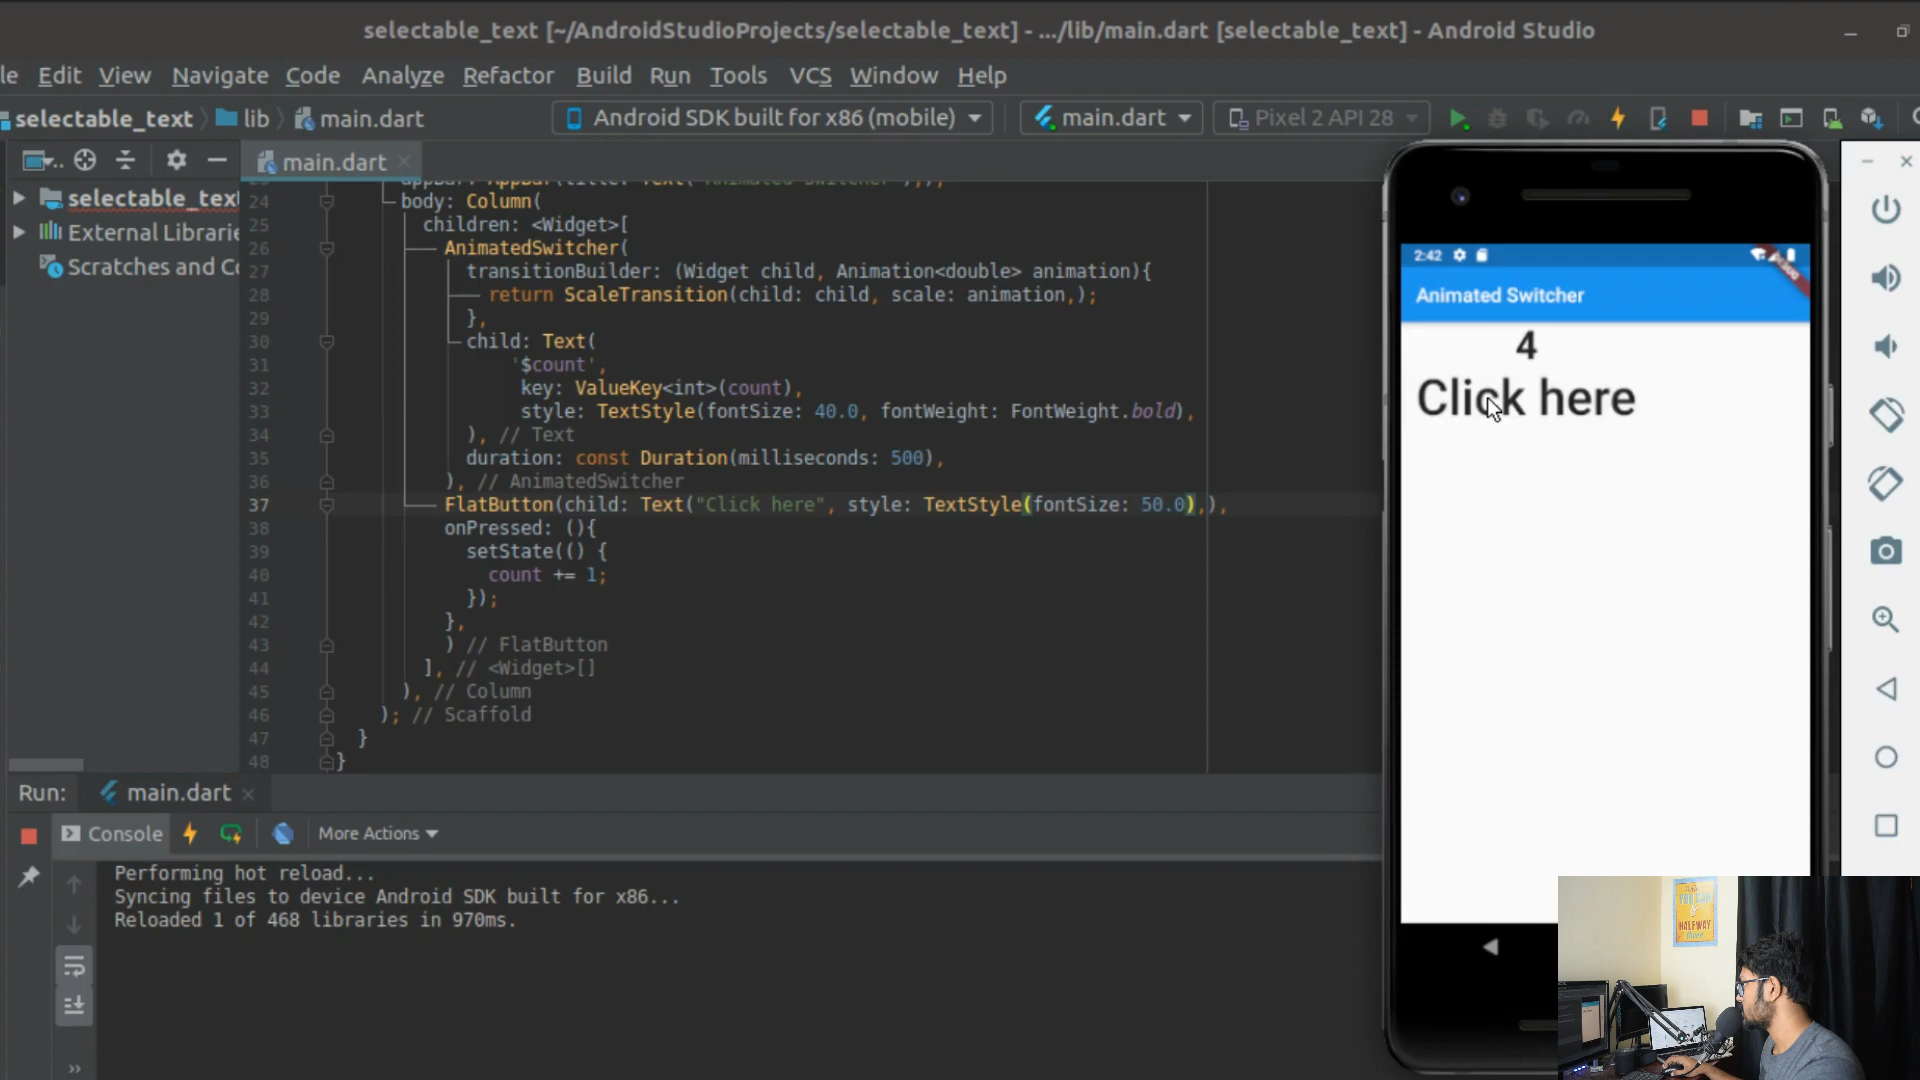 selectable_text [~/AndroidStudioProjects/selectable_text] - .../lib/main.dart [selectable_text] - Android Studio
le Edit View Navigate Code Analyze Refactor Build Run Tools VCS Window Help
selectable_text lib main.dart Android SDK built for x86 (mobile) main.dart Pixel 2 API 28
main.dart
selectable_tex
External Librarie
Scratches and Co
24 body: Column(
25 children: <Widget>[
26 AnimatedSwitcher(
27 transitionBuilder: (Widget child, Animation<double> animation){
28 return ScaleTransition(child: child, scale: animation,);
29 },
30 child: Text(
31 '$count',
32 key: ValueKey<int>(count),
33 style: TextStyle(fontSize: 40.0, fontWeight: FontWeight.bold),
34 ), // Text
35 duration: const Duration(milliseconds: 500),
36 ), // AnimatedSwitcher
37 FlatButton(child: Text("Click here", style: TextStyle(fontSize: 50.0),),
38 onPressed: (){
39 setState(() {
40 count += 1;
41 });
42 },
43 ) // FlatButton
44 ], // <Widget>[]
45 ), // Column
46 ); // Scaffold
47 }
48 }
Run: main.dart
Console More Actions
Performing hot reload...
Syncing files to device Android SDK built for x86...
Reloaded 1 of 468 libraries in 970ms.
2:42
Animated Switcher
4
Click here
YOU CAN
HALFWAY